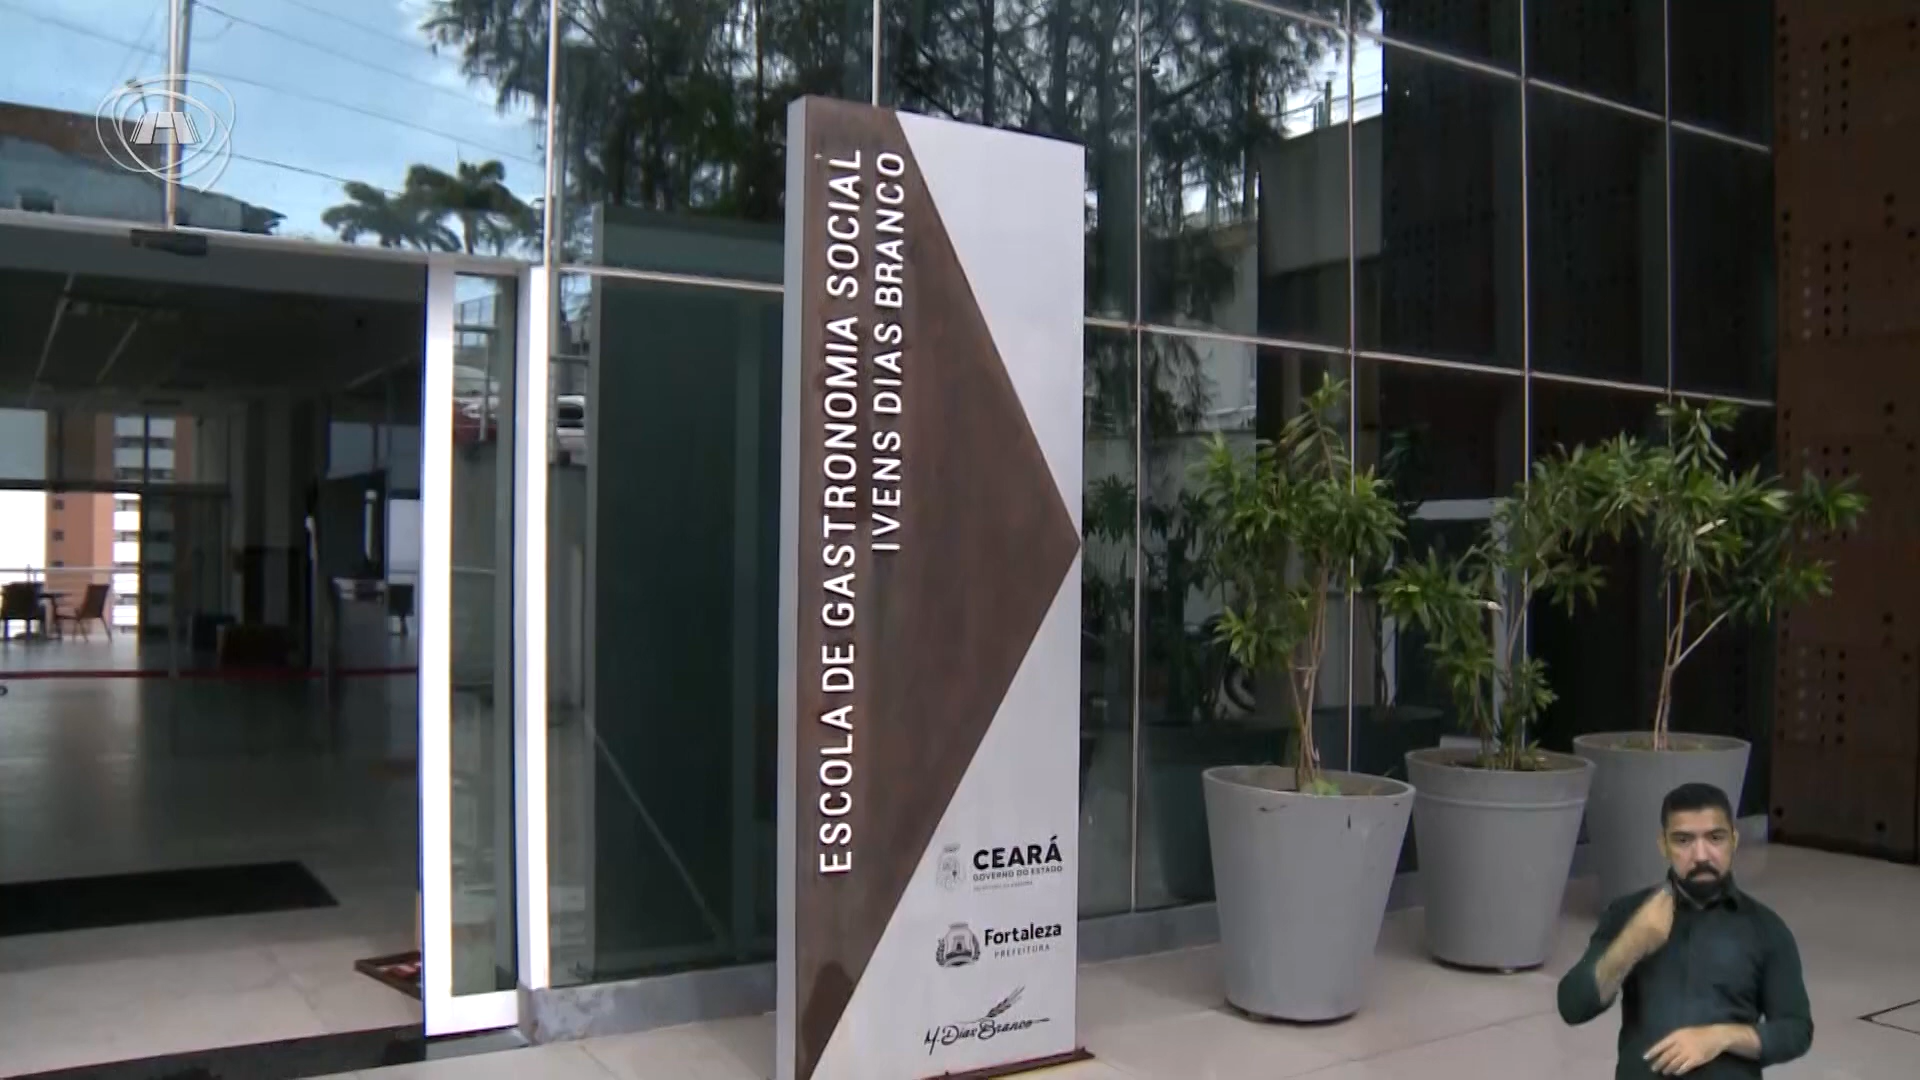 ESCOLA DE GASTRONOMIA SOCIAL
IVENS DIAS BRANCO
CEARÁ
GOVERNO DO ESTADO
Fortaleza
PREFEITURA
M. Dias Branco